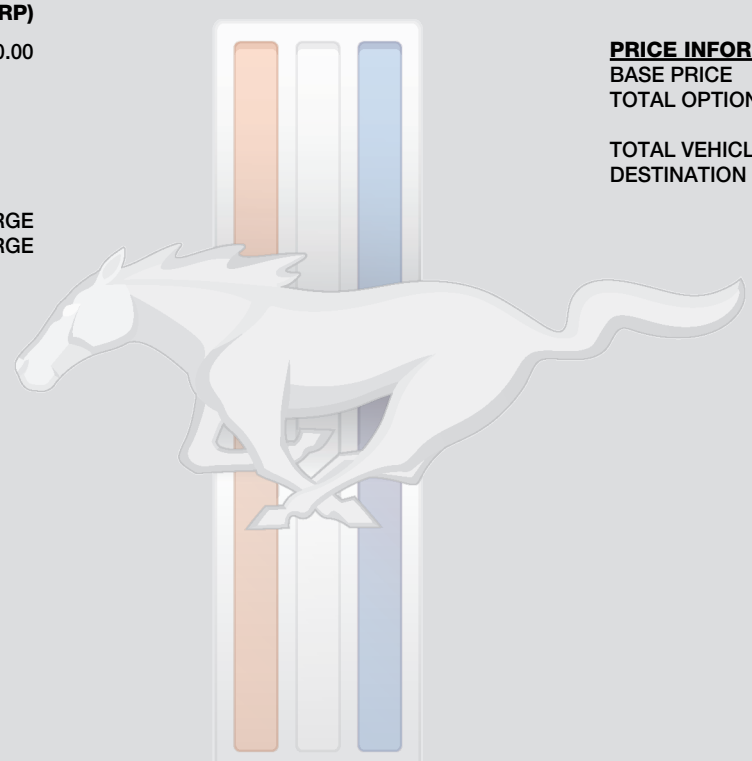 RP)
0.00
RGE
RGE
PRICE INFOR
BASE PRICE
TOTAL OPTION
TOTAL VEHICL
DESTINATION